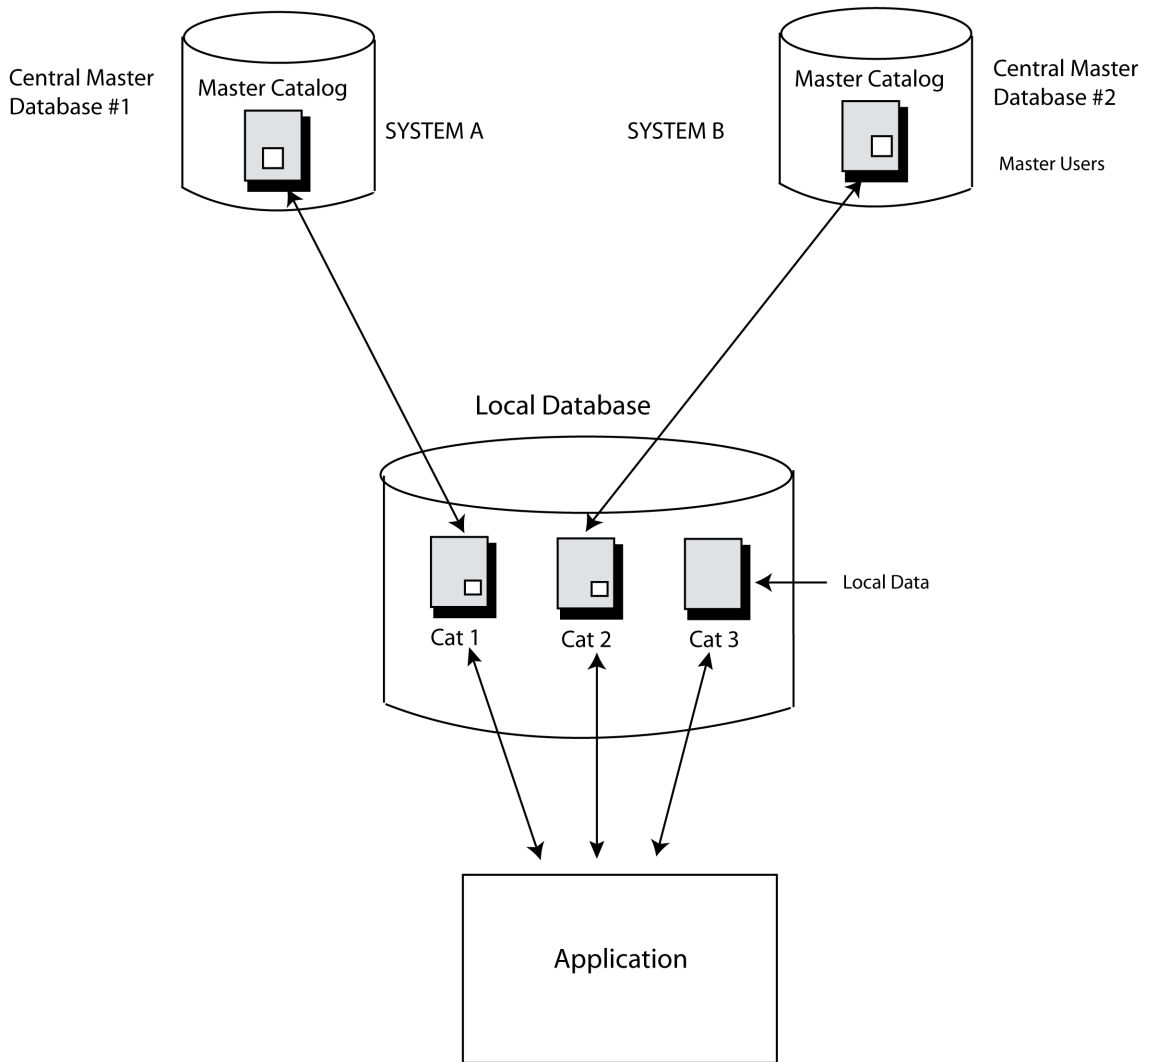 Central Master
Database #1
Master Catalog
SYSTEM A
SYSTEM B
Master Catalog
Central Master
Database #2
Master Users
Local Database
Cat 1
Cat 2
Cat 3
Local Data
Application